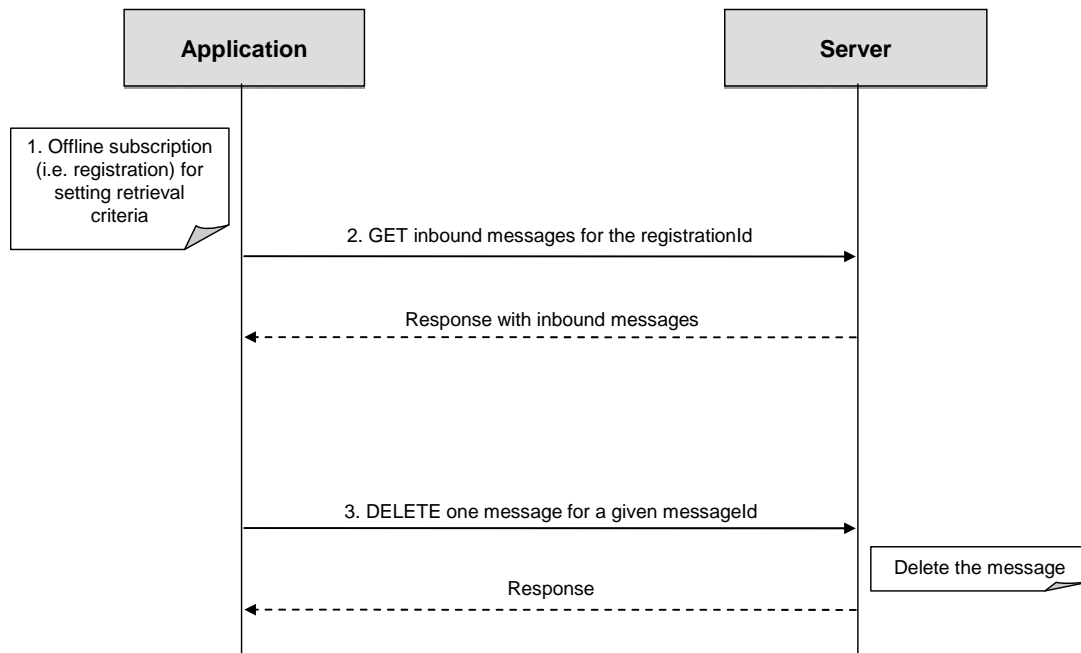 Application
Server
1. Offline subscription
(i.e. registration) for
setting retrieval
criteria
2. GET inbound messages for the registrationId
Response with inbound messages
3. DELETE one message for a given messageId
Delete the message
Response